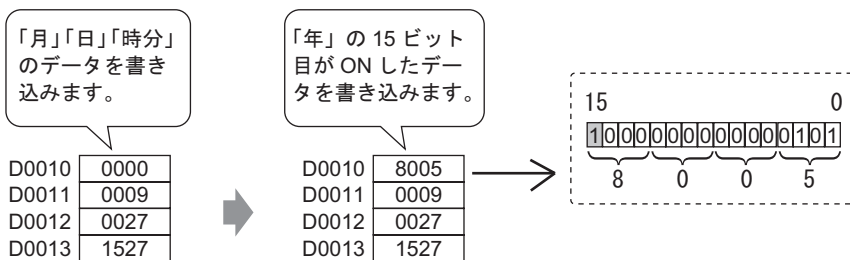 「月」「日」「時分」
のデータを書き
込みます。
「年」の 15 ビット
目が ON したデー
タを書き込みます。
15 0
1000000000000101
8 0 0 5
D0010 0000
D0011 0009
D0012 0027
D0013 1527
D0010 8005
D0011 0009
D0012 0027
D0013 1527